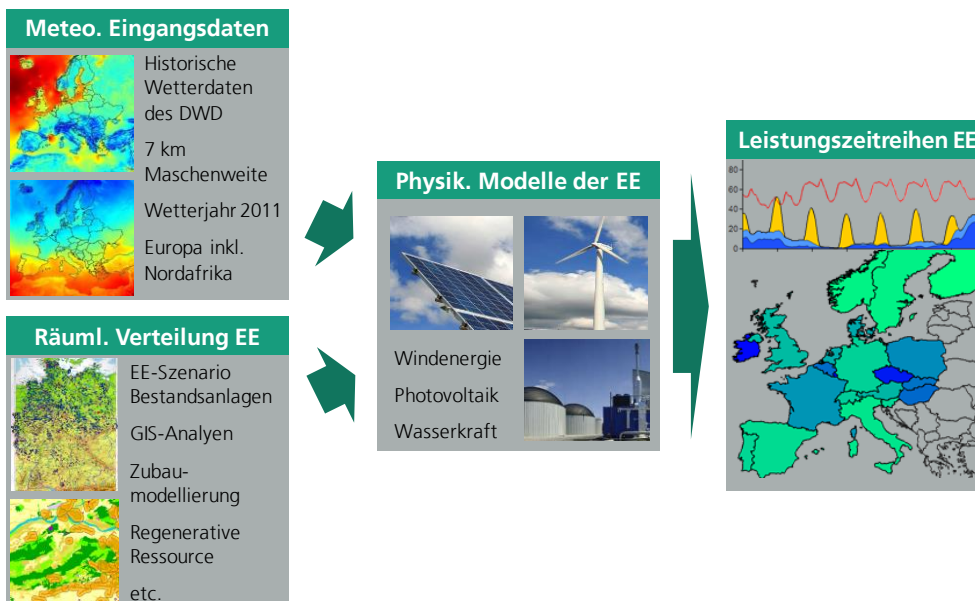 Meteo. Eingangsdaten
Historische
Wetterdaten
des DWD
7 km
Maschenweite
Wetterjahr 2011
Europa inkl.
Nordafrika
Räuml. Verteilung EE
EE-Szenario
Bestandsanlagen
GIS-Analyen
Zubau-
modellierung
Regenerative
Ressource
etc.
Physik. Modelle der EE
Windenergie
Photovoltaik
Wasserkraft
Leistungszeitreihen EE
80
60
40
20
0